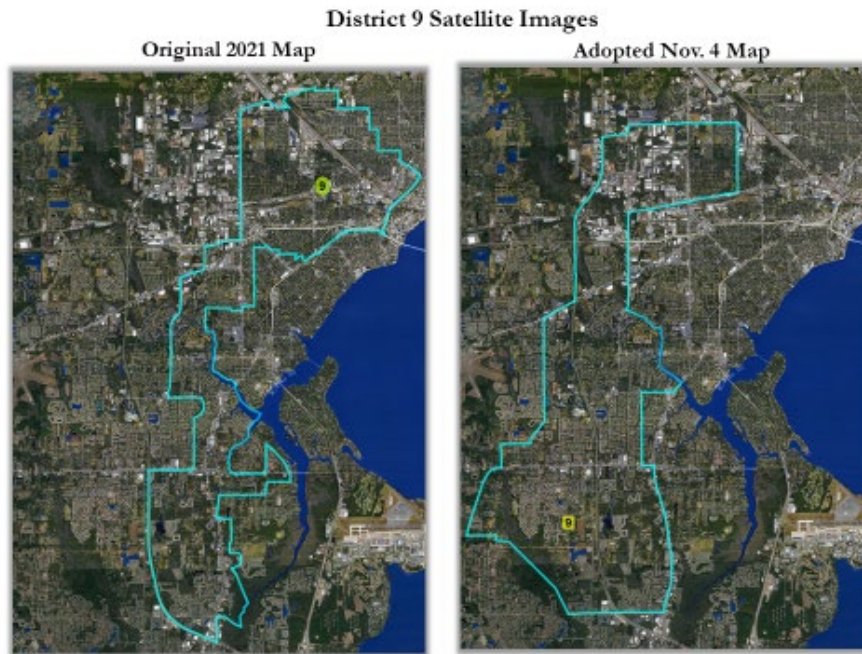 District 9 Satellite Images
Original 2021 Map
Adopted Nov. 4 Map
9
9